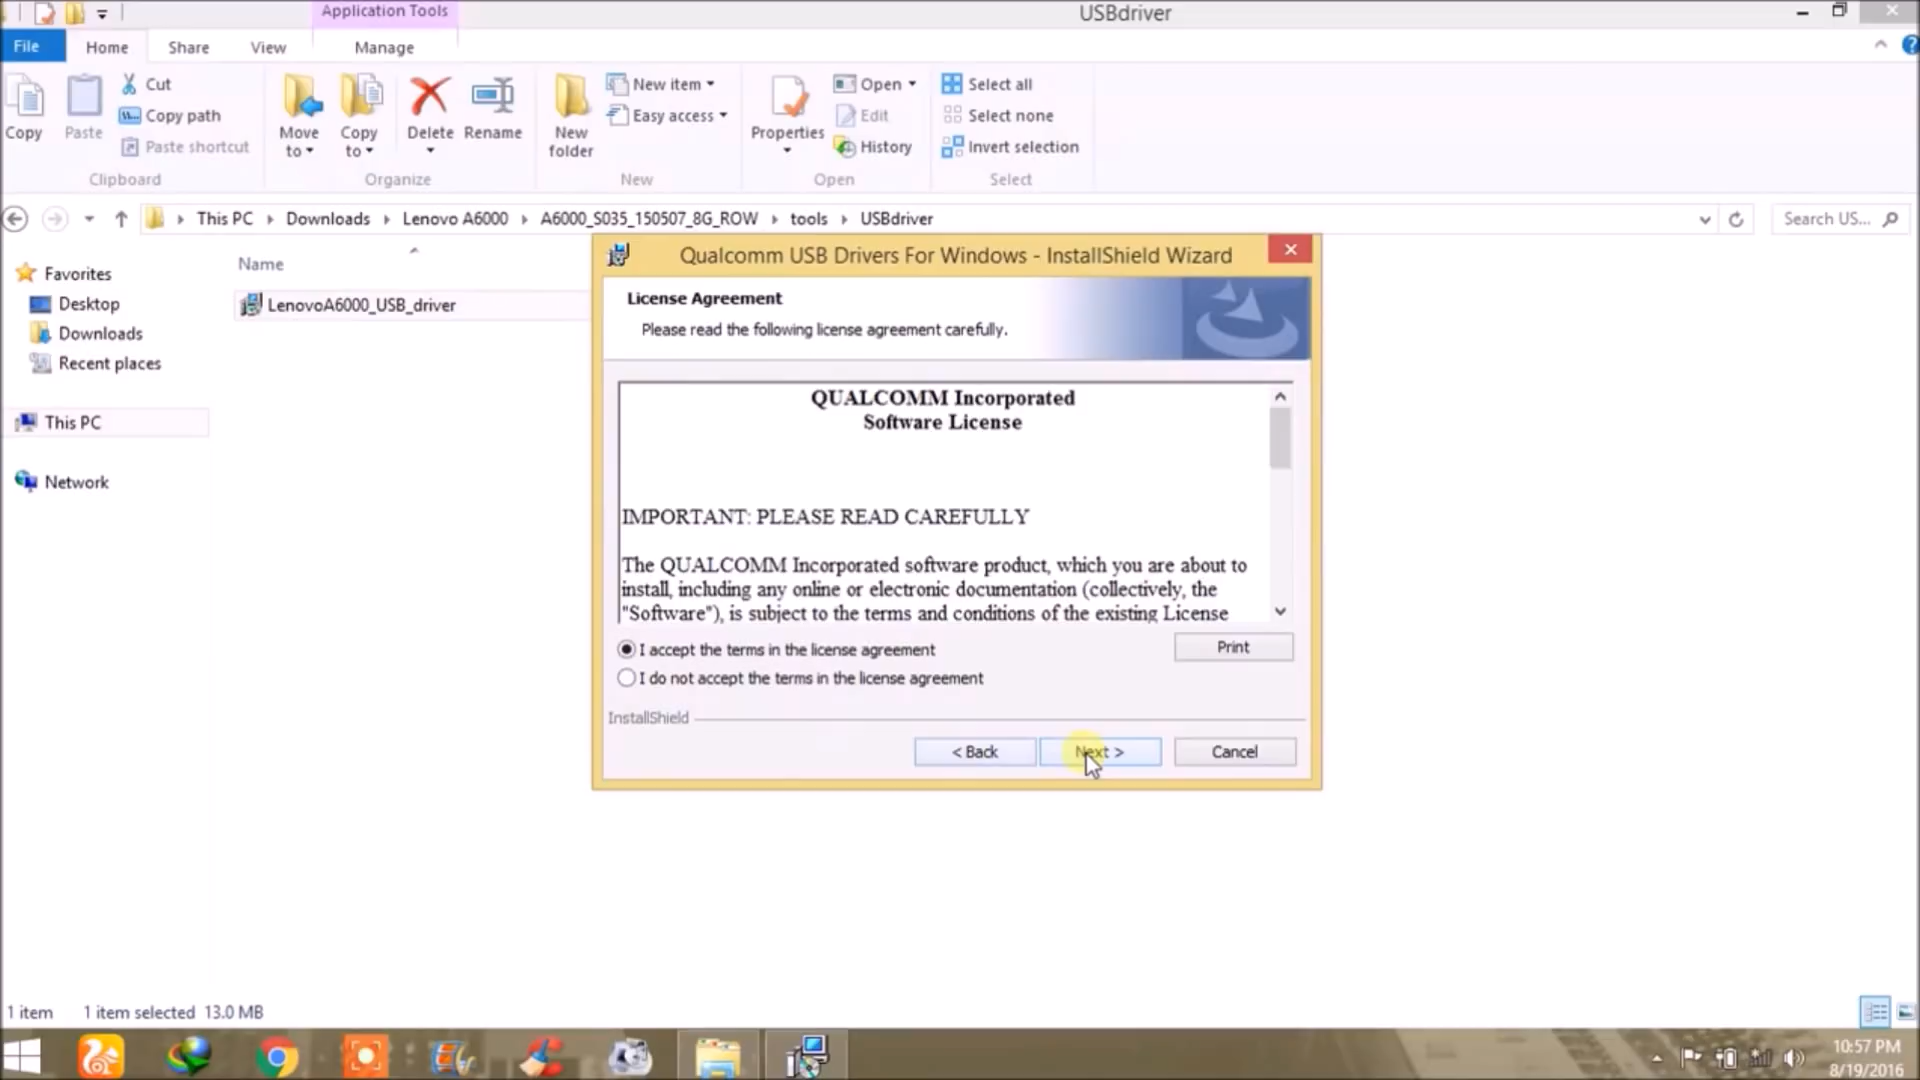 Application Tools
USBdriver
File
Home
Share
View
Manage
Copy
Paste
Cut
Copy path
Paste shortcut
Clipboard
Move
to
Copy
to
Delete
Rename
Organize
New
folder
New item
Easy access
New
Properties
Open
Edit
History
Open
Select all
Select none
Invert selection
Select
This PC
Downloads
Lenovo A6000
A6000_S035_150507_8G_ROW
tools
USBdriver
Search US...
Favorites
Desktop
Downloads
Recent places
This PC
Network
Name
LenovoA6000_USB_driver
Qualcomm USB Drivers For Windows - InstallShield Wizard
License Agreement
Please read the following license agreement carefully.
QUALCOMM Incorporated
Software License
IMPORTANT: PLEASE READ CAREFULLY
The QUALCOMM Incorporated software product, which you are about to
install, including any online or electronic documentation (collectively, the
"Software"), is subject to the terms and conditions of the existing License
I accept the terms in the license agreement
I do not accept the terms in the license agreement
Print
InstallShield
< Back
Next >
Cancel
1 item
1 item selected 13.0 MB
10:57 PM
8/19/2016